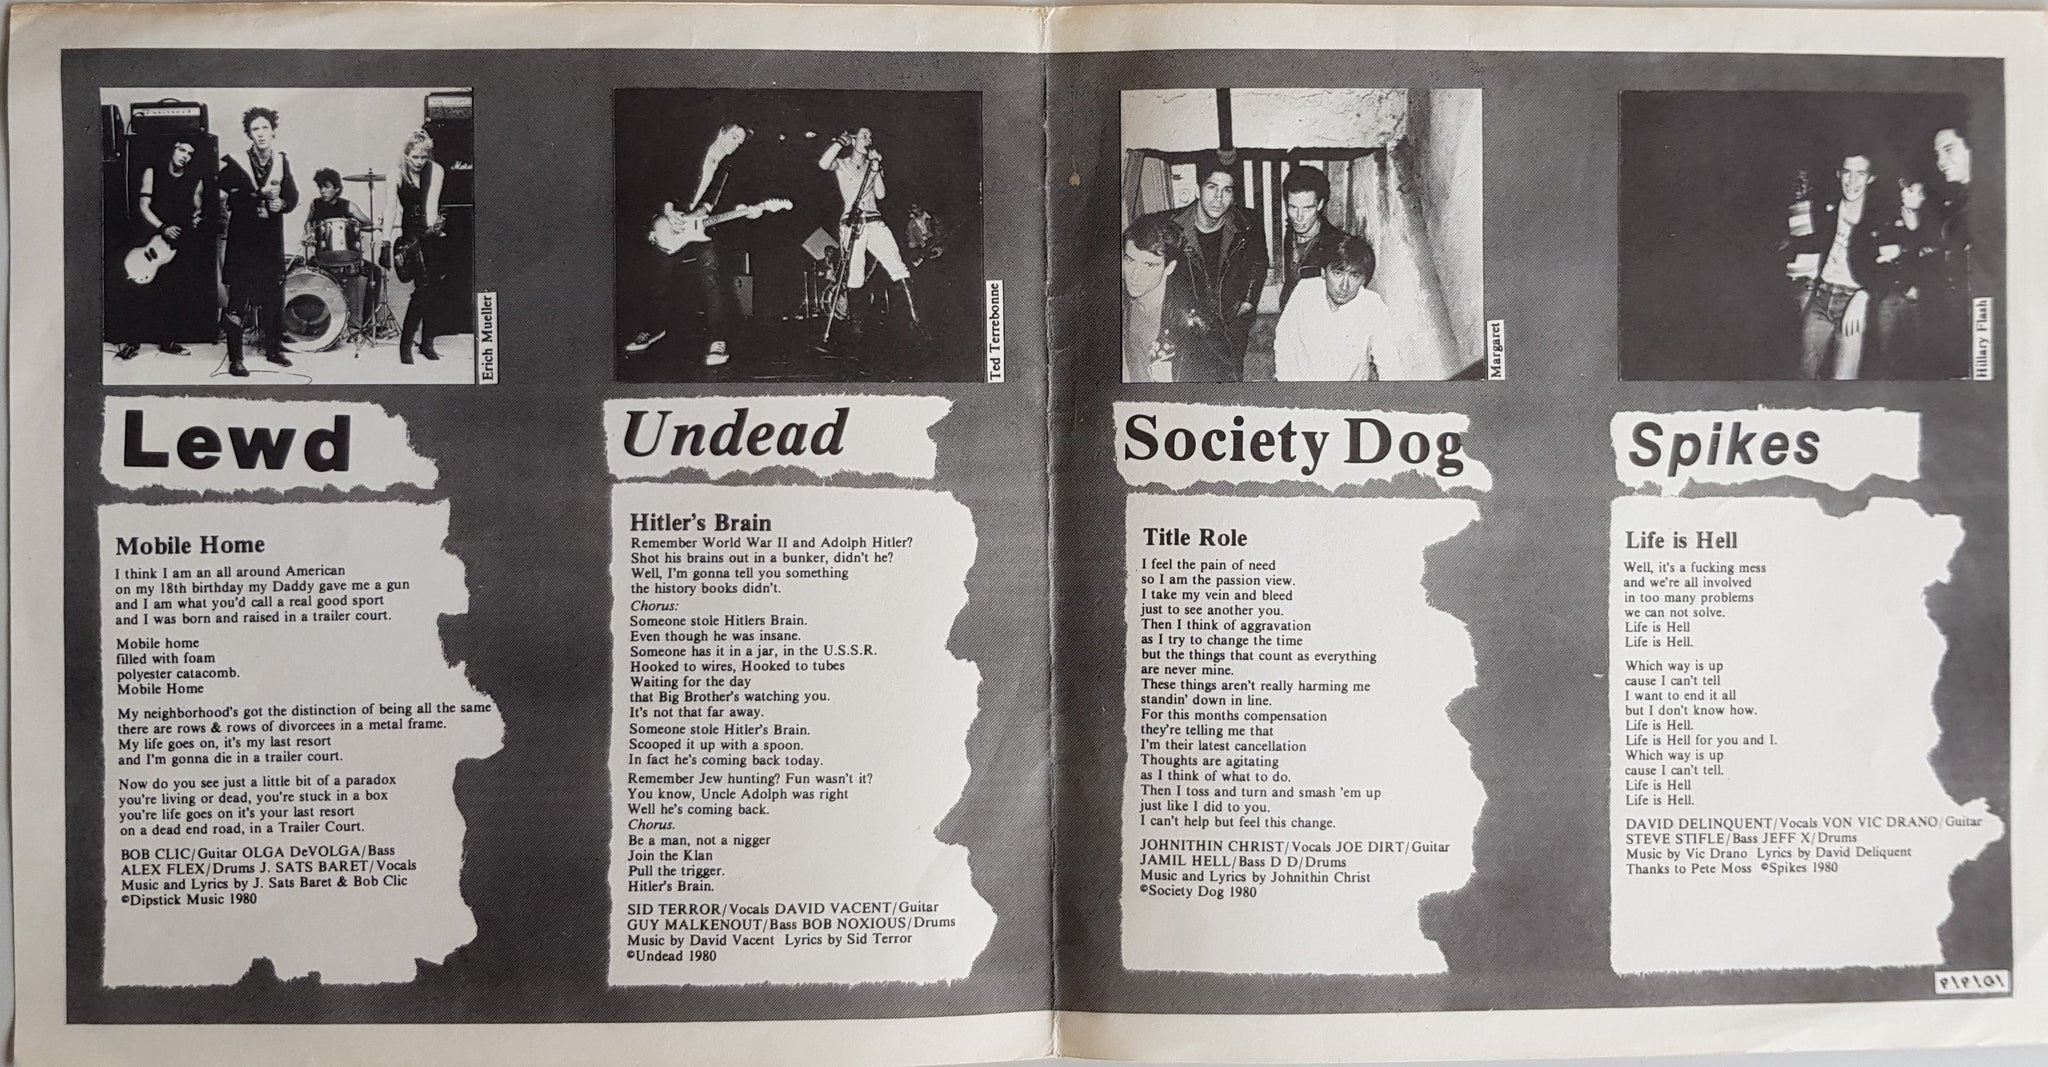 Erich Mueller
Lewd
Mobile Home
I think I am an all around American
on my 18th birthday my Daddy gave me a gun
and I am what you'd call a real good sport
and I was born and raised in a trailer court.
Mobile home
filled with foam
polyester catacomb.
Mobile Home
My neighborhood's got the distinction of being all the same
there are rows & rows of divorcees in a metal frame.
My life goes on, it's my last resort
and I'm gonna die in a trailer court.
Now do you see just a little bit of a paradox
you're living or dead, you're stuck in a box
you're life goes on it's your last resort
on a dead end road, in a Trailer Court.
BOB CLIC/Guitar OLGA DeVOLGA/Bass
ALEX FLEX/Drums J. SATS BARET/Vocals
Music and Lyrics by J. Sats Baret & Bob Clic
©Dipstick Music 1980
Ted Terrebonne
Undead
Hitler's Brain
Remember World War II and Adolph Hitler?
Shot his brains out in a bunker, didn't he?
Well, I'm gonna tell you something
the history books didn't.
Chorus:
Someone stole Hitlers Brain.
Even though he was insane.
Someone has it in a jar, in the U.S.S.R.
Hooked to wires, Hooked to tubes
Waiting for the day
that Big Brother's watching you.
It's not that far away.
Someone stole Hitler's Brain.
Scooped it up with a spoon.
In fact he's coming back today.
Remember Jew hunting? Fun wasn't it?
You know, Uncle Adolph was right
Well he's coming back.
Chorus.
Be a man, not a nigger
Join the Klan
Pull the trigger.
Hitler's Brain.
SID TERROR/Vocals DAVID VACENT/Guitar
GUY MALKENOUT/Bass BOB NOXIOUS/Drums
Music by David Vacent Lyrics by Sid Terror
©Undead 1980
Margaret
Society Dog
Title Role
I feel the pain of need
so I am the passion view.
I take my vein and bleed
just to see another you.
Then I think of aggravation
as I try to change the time
but the things that count as everything
are never mine.
These things aren't really harming me
standin' down in line.
For this months compensation
they're telling me that
I'm their latest cancellation
Thoughts are agitating
as I think of what to do.
Then I toss and turn and smash 'em up
just like I did to you.
I can't help but feel this change.
JOHNITHIN CHRIST/Vocals JOE DIRT/Guitar
JAMIL HELL/Bass D D/Drums
Music and Lyrics by Johnithin Christ
©Society Dog 1980
Hillary Flash
Spikes
Life is Hell
Well, it's a fucking mess
and we're all involved
in too many problems
we can not solve.
Life is Hell
Life is Hell.
Which way is up
cause I can't tell
I want to end it all
but I don't know how.
Life is Hell.
Life is Hell for you and I.
Which way is up
cause I can't tell.
Life is Hell
Life is Hell.
DAVID DELINQUENT/Vocals VON VIC DRANO/Guitar
STEVE STIFLE/Bass JEFF X/Drums
Music by Vic Drano Lyrics by David Deliquent
Thanks to Pete Moss ©Spikes 1980